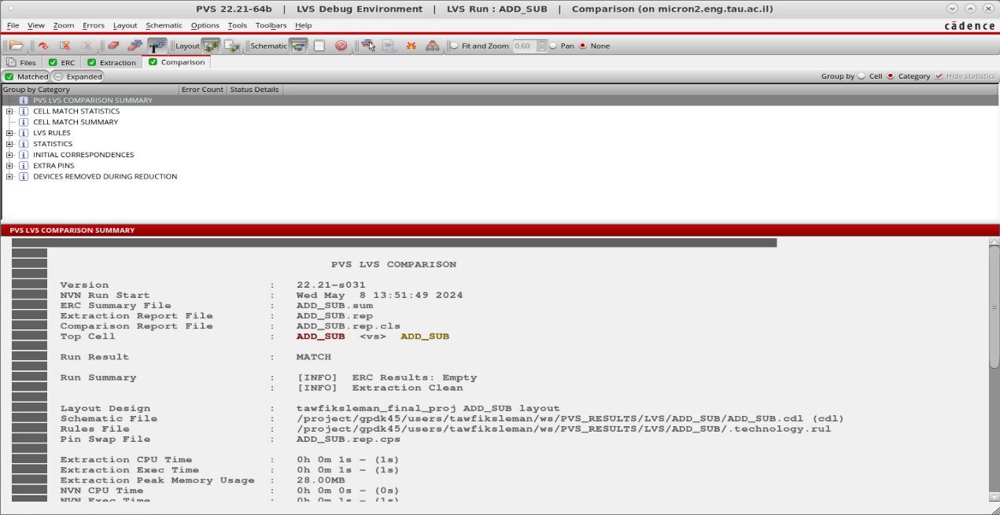 PVS 22.21-64b | LVS Debug Environment | LVS Run : ADD_SUB | Comparison (on micron2.eng.tau.ac.il)
File View Zoom Errors Layout Schematic Options Tools Toolbars Help
cādence
Layout Schematic Fit and Zoom 0.60 Pan None
Files ERC Extraction Comparison
Matched Expanded Group by Cell Category Hide statistics
Group by Category Error Count Status Details
PVS LVS COMPARISON SUMMARY
CELL MATCH STATISTICS
CELL MATCH SUMMARY
LVS RULES
STATISTICS
INITIAL CORRESPONDENCES
EXTRA PINS
DEVICES REMOVED DURING REDUCTION
PVS LVS COMPARISON SUMMARY
PVS LVS COMPARISON
Version : 22.21-s031
NVN Run Start : Wed May 8 13:51:49 2024
ERC Summary File : ADD_SUB.sum
Extraction Report File : ADD_SUB.rep
Comparison Report File : ADD_SUB.rep.cls
Top Cell : ADD_SUB <vs> ADD_SUB
Run Result : MATCH
Run Summary : [INFO] ERC Results: Empty
: [INFO] Extraction Clean
Layout Design : tawfiksleman_final_proj ADD_SUB layout
Schematic File : /project/gpdk45/users/tawfiksleman/ws/PVS_RESULTS/LVS/ADD_SUB/ADD_SUB.cdl (cdl)
Rules File : /project/gpdk45/users/tawfiksleman/ws/PVS_RESULTS/LVS/ADD_SUB/.technology.rul
Pin Swap File : ADD_SUB.rep.cps
Extraction CPU Time : 0h 0m 1s - (1s)
Extraction Exec Time : 0h 0m 1s - (1s)
Extraction Peak Memory Usage : 28.00MB
NVN CPU Time : 0h 0m 0s - (0s)
NVN Exec Time : 0h 0m 1s - (1s)